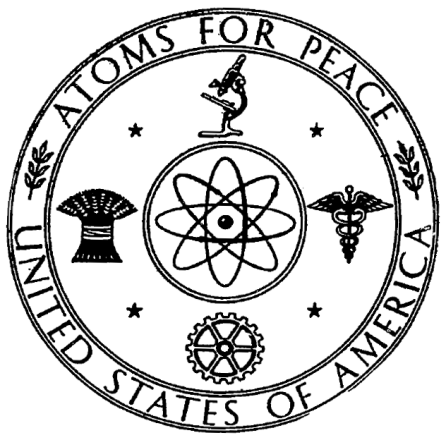 ATOMS FOR PEACE
UNITED STATES OF AMERICA